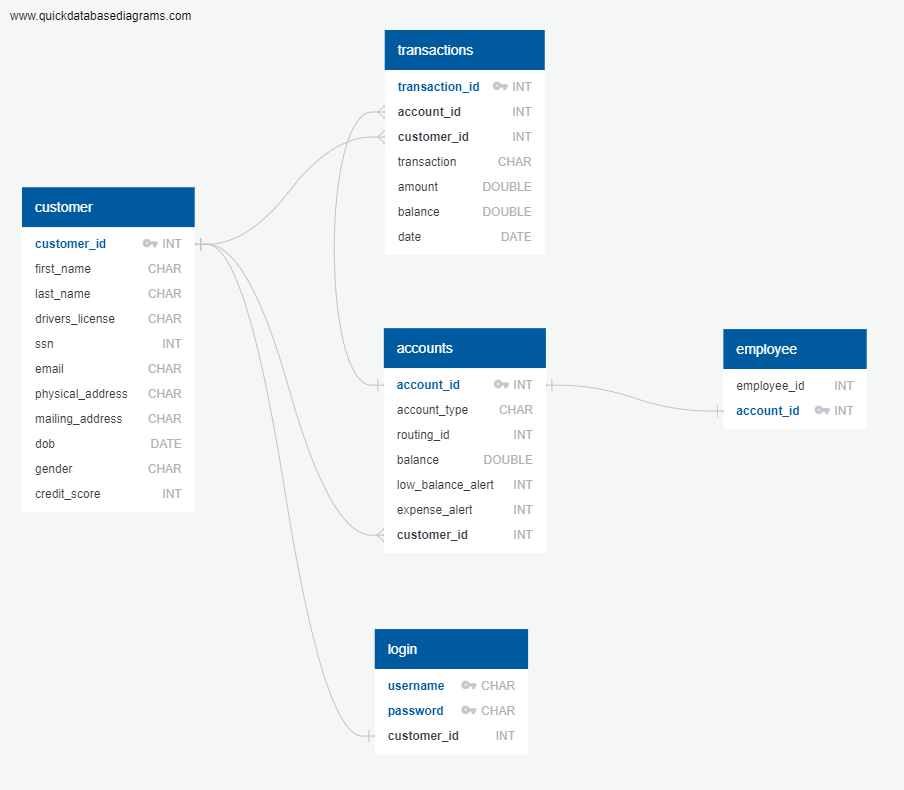 www.quickdatabasediagrams.com
transactions
transaction_id INT
account_id INT
customer_id INT
transaction CHAR
amount DOUBLE
balance DOUBLE
date DATE
customer
customer_id INT
first_name CHAR
last_name CHAR
drivers_license CHAR
ssn INT
email CHAR
physical_address CHAR
mailing_address CHAR
dob DATE
gender CHAR
credit_score INT
accounts
account_id INT
account_type CHAR
routing_id INT
balance DOUBLE
low_balance_alert INT
expense_alert INT
customer_id INT
employee
employee_id INT
account_id INT
login
username CHAR
password CHAR
customer_id INT